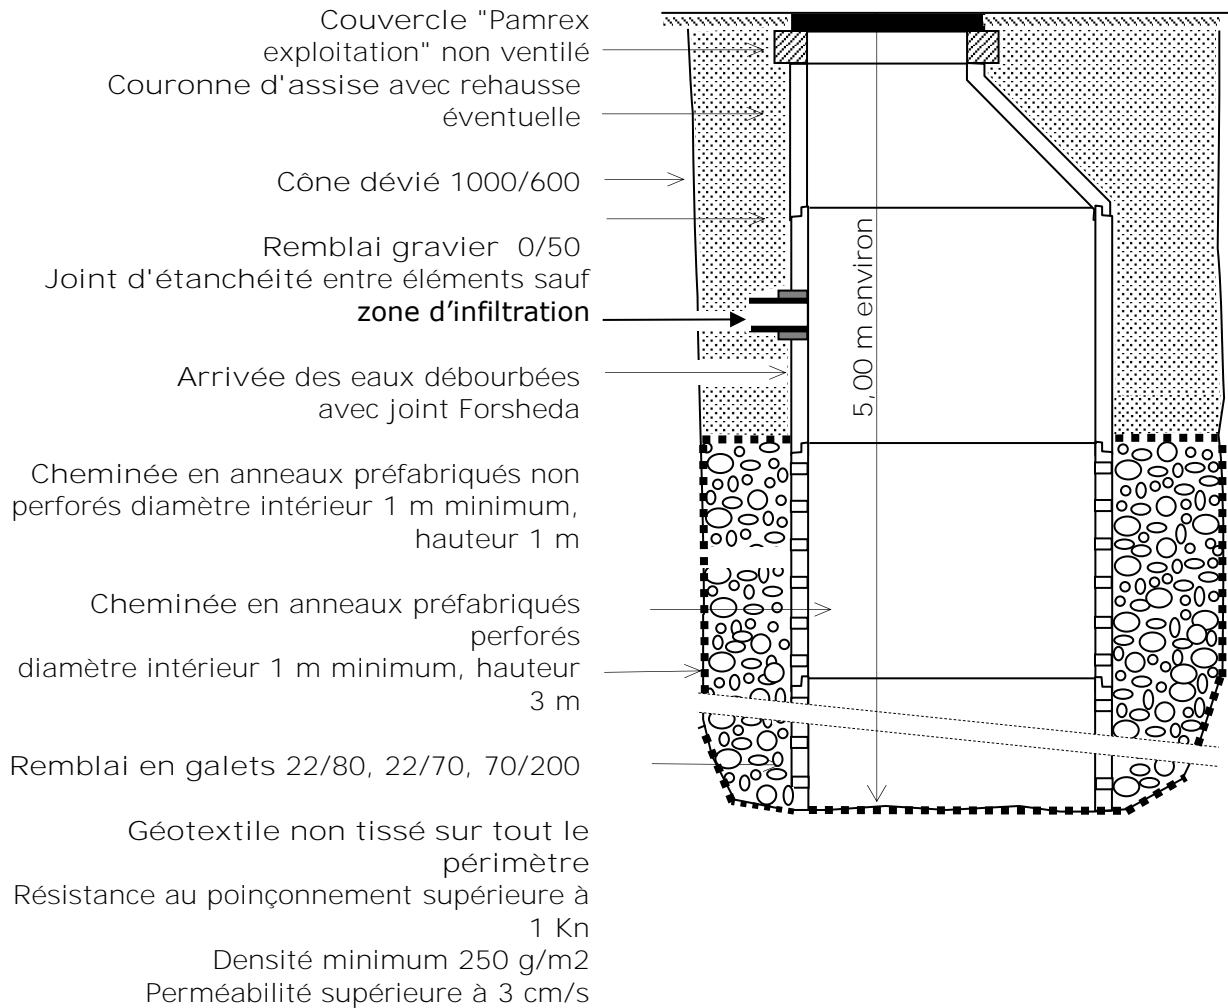 Couvercle "Pamrex
exploitation" non ventilé
Couronne d'assise avec rehausse
éventuelle
Cône dévié 1000/600
Remblai gravier 0/50
Joint d'étanchéité entre éléments sauf
zone d’infiltration
Arrivée des eaux débourbées
avec joint Forsheda
Cheminée en anneaux préfabriqués non
perforés diamètre intérieur 1 m minimum,
hauteur 1 m
Cheminée en anneaux préfabriqués
perforés
diamètre intérieur 1 m minimum, hauteur
3 m
Remblai en galets 22/80, 22/70, 70/200
Géotextile non tissé sur tout le
périmètre
Résistance au poinçonnement supérieure à
1 Kn
Densité minimum 250 g/m2
Perméabilité supérieure à 3 cm/s
5,00 m environ